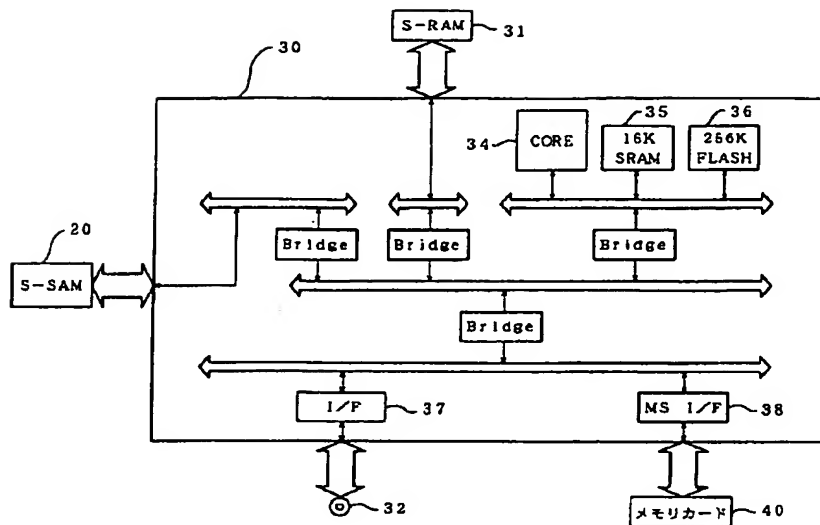 S-RAM
31
30
34
CORE
35
16K
SRAM
36
256K
FLASH
20
S-SAM
Bridge
Bridge
Bridge
Bridge
I/F
37
MS I/F
38
32
メモリカード
40